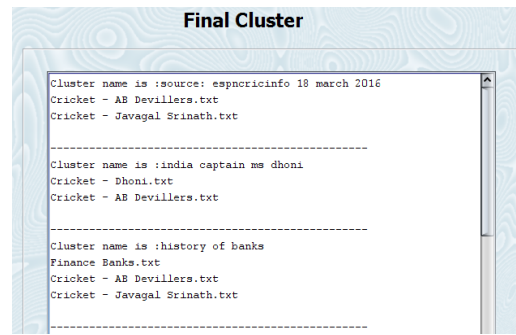 Final Cluster
Cluster name is :source: espncricinfo 18 march 2016
Cricket - AB Devillers.txt
Cricket - Javagal Srinath.txt
-------------------------------------------------
Cluster name is :india captain ms dhoni
Cricket - Dhoni.txt
Cricket - AB Devillers.txt
-------------------------------------------------
Cluster name is :history of banks
Finance Banks.txt
Cricket - AB Devillers.txt
Cricket - Javagal Srinath.txt
-------------------------------------------------